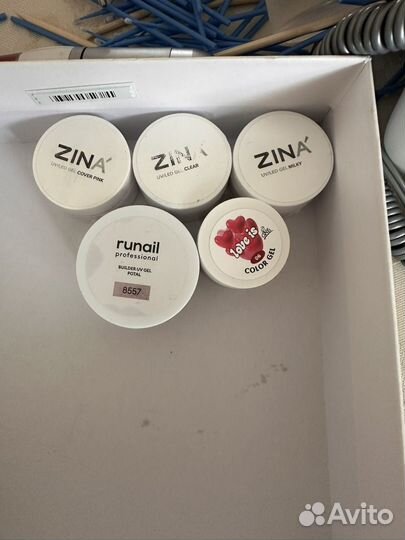 ZINA
UV/LED GEL COVER PINK
ZINA
UV/LED GEL CLEAR
ZINA
UV/LED GEL MILKY
runail
professional
BUILDER UV GEL
POTAL
8557
Love is
COLOR GEL
Avito